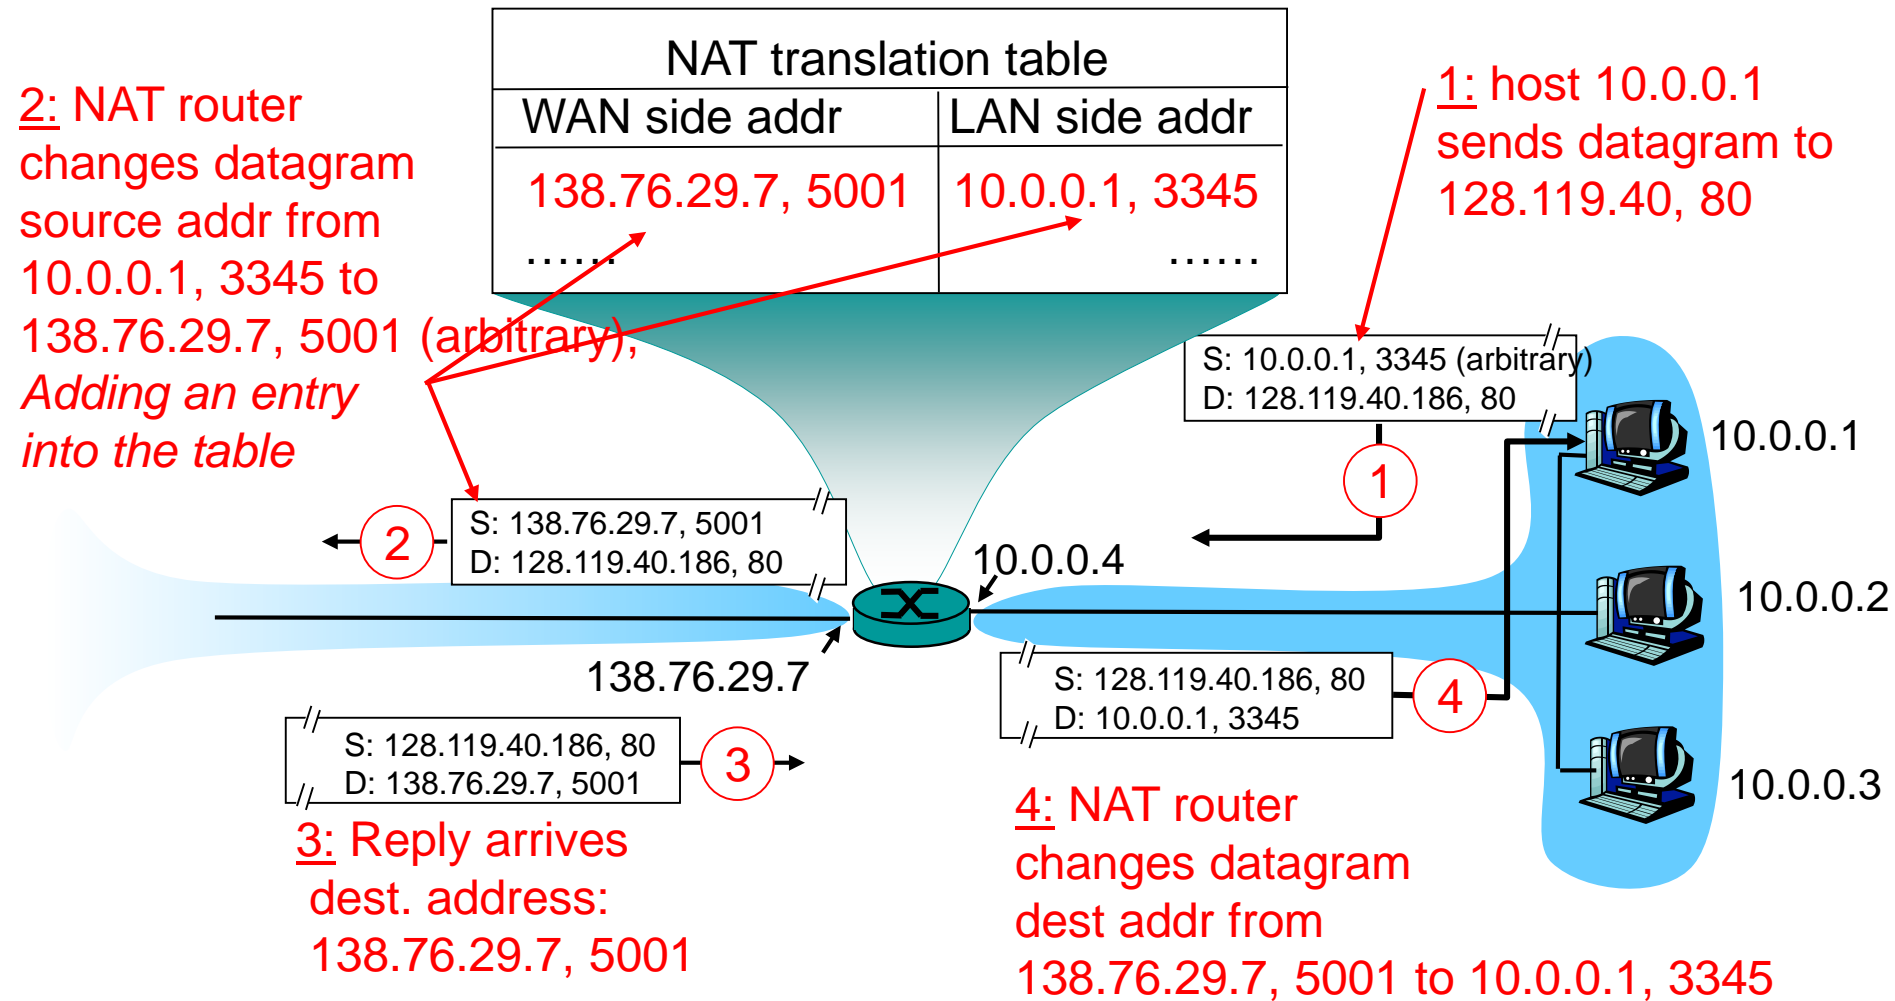 NAT translation table
WAN side addr
LAN side addr
138.76.29.7, 5001
10.0.0.1, 3345
……
……
2: NAT router
changes datagram
source addr from
10.0.0.1, 3345 to
138.76.29.7, 5001 (arbitrary),
Adding an entry
into the table
1: host 10.0.0.1
sends datagram to
128.119.40, 80
S: 10.0.0.1, 3345 (arbitrary)
D: 128.119.40.186, 80
1
10.0.0.1
S: 138.76.29.7, 5001
D: 128.119.40.186, 80
2
10.0.0.4
10.0.0.2
138.76.29.7
S: 128.119.40.186, 80
D: 10.0.0.1, 3345
4
S: 128.119.40.186, 80
D: 138.76.29.7, 5001
3
10.0.0.3
3: Reply arrives
dest. address:
138.76.29.7, 5001
4: NAT router
changes datagram
dest addr from
138.76.29.7, 5001 to 10.0.0.1, 3345